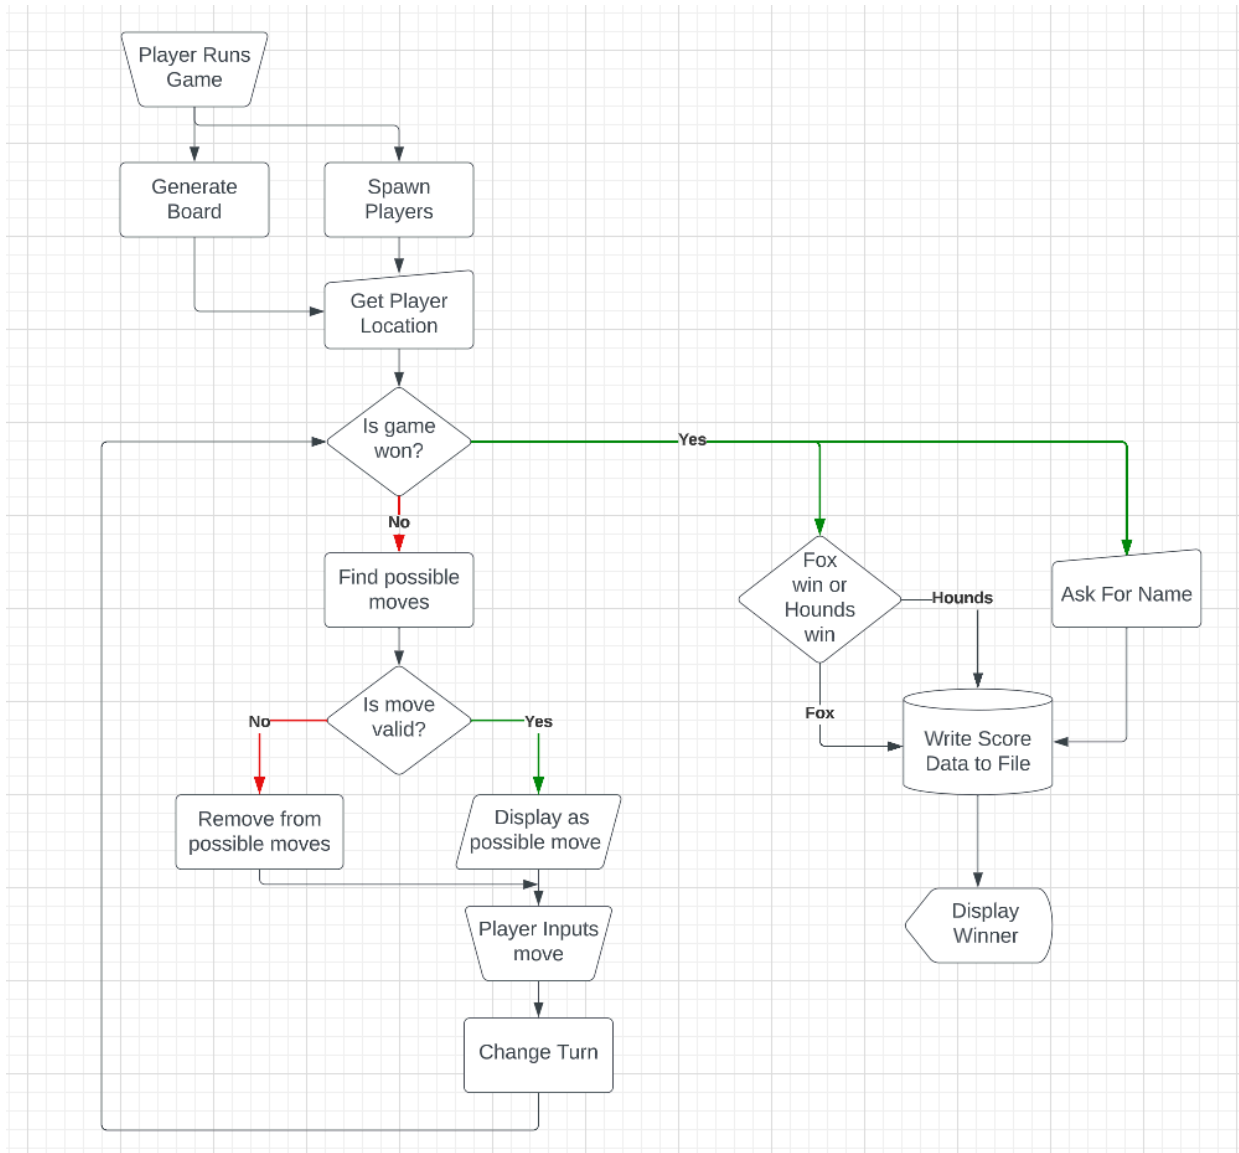 Player Runs
Game
Generate
Board
Spawn
Players
Get Player
Location
Is game
won?
Yes
No
Find possible
moves
Is move
valid?
No
Yes
Remove from
possible moves
Display as
possible move
Player Inputs
move
Change Turn
Fox
win or
Hounds
win
Hounds
Fox
Ask For Name
Write Score
Data to File
Display
Winner